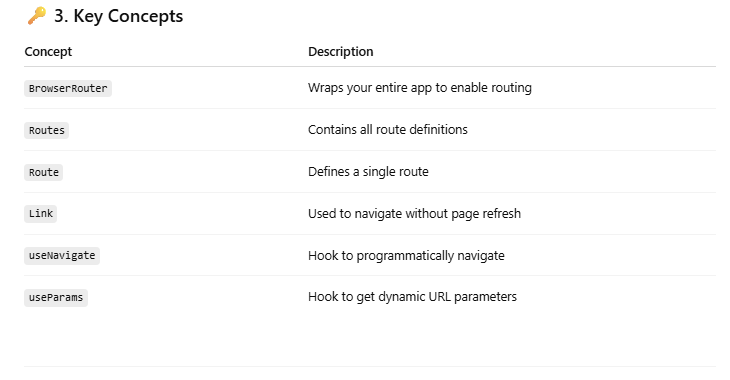 🔑 3. Key Concepts
Concept Description
BrowserRouter Wraps your entire app to enable routing
Routes Contains all route definitions
Route Defines a single route
Link Used to navigate without page refresh
useNavigate Hook to programmatically navigate
useParams Hook to get dynamic URL parameters